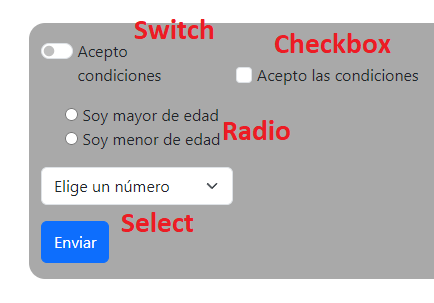 Switch
Checkbox
Acepto
condiciones
Acepto las condiciones
Soy mayor de edad
Soy menor de edad
Radio
Elige un número
Select
Enviar